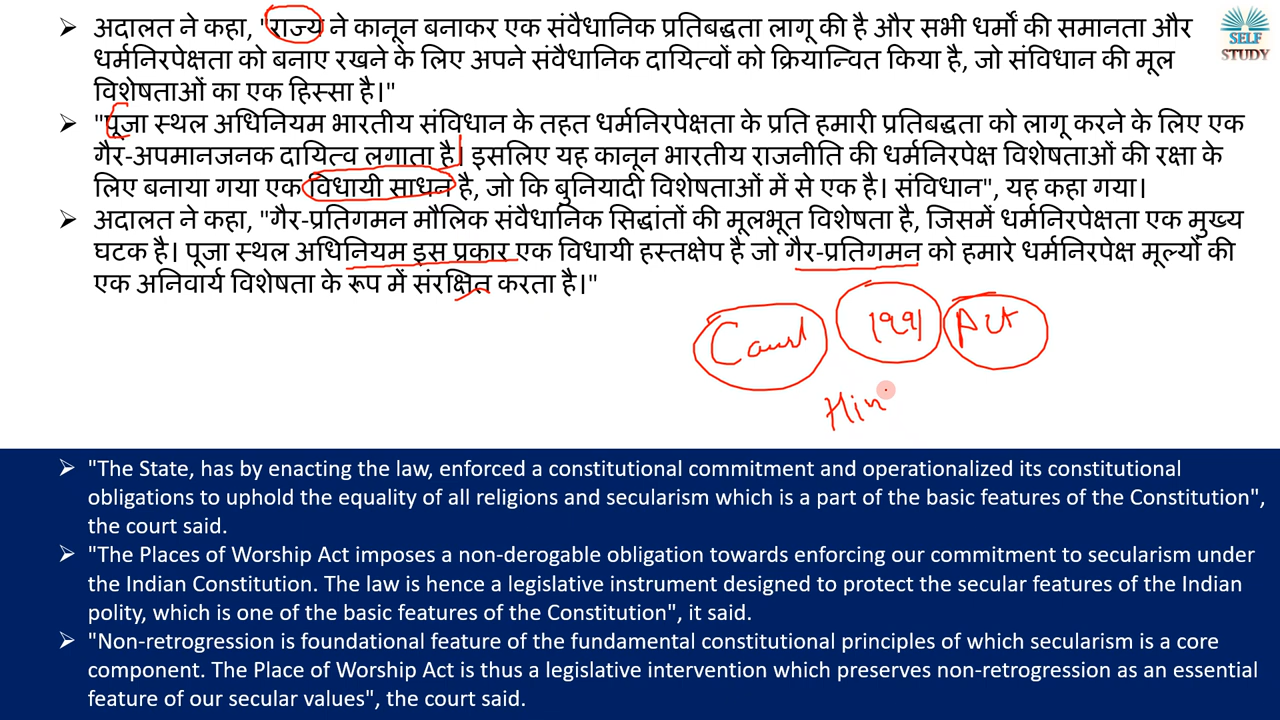 अदालत ने कहा, "राज्य ने कानून बनाकर एक संवैधानिक प्रतिबद्धता लागू की है और सभी धर्मों की समानता और
SELF
STUDY
धर्मनिरपेक्षता को बनाए रखने के लिए अपने संवैधानिक दायित्वों को क्रियान्वित किया है, जो संविधान की मूल
विशेषताओं का एक हिस्सा है।"
"पूजा स्थल अधिनियम भारतीय संविधान के तहत धर्मनिरपेक्षता के प्रति हमारी प्रतिबद्धता को लागू करने के लिए एक
गैर-अपमानजनक दायित्व लगाता है। इसलिए यह कानून भारतीय राजनीति की धर्मनिरपेक्ष विशेषताओं की रक्षा के
लिए बनाया गया एक विधायी साधन है, जो कि बुनियादी विशेषताओं में से एक है। संविधान", यह कहा गया।
अदालत ने कहा, "गैर-प्रतिगमन मौलिक संवैधानिक सिद्धांतों की मूलभूत विशेषता है, जिसमें धर्मनिरपेक्षता एक मुख्य
घटक है। पूजा स्थल अधिनियम इस प्रकार एक विधायी हस्तक्षेप है जो गैर-प्रतिगमन को हमारे धर्मनिरपेक्ष मूल्यों की
एक अनिवार्य विशेषता के रूप में संरक्षित करता है।"
Court 1991 Act
Hin
"The State, has by enacting the law, enforced a constitutional commitment and operationalized its constitutional
obligations to uphold the equality of all religions and secularism which is a part of the basic features of the Constitution",
the court said.
"The Places of Worship Act imposes a non-derogable obligation towards enforcing our commitment to secularism under
the Indian Constitution. The law is hence a legislative instrument designed to protect the secular features of the Indian
polity, which is one of the basic features of the Constitution", it said.
"Non-retrogression is foundational feature of the fundamental constitutional principles of which secularism is a core
component. The Place of Worship Act is thus a legislative intervention which preserves non-retrogression as an essential
feature of our secular values", the court said.